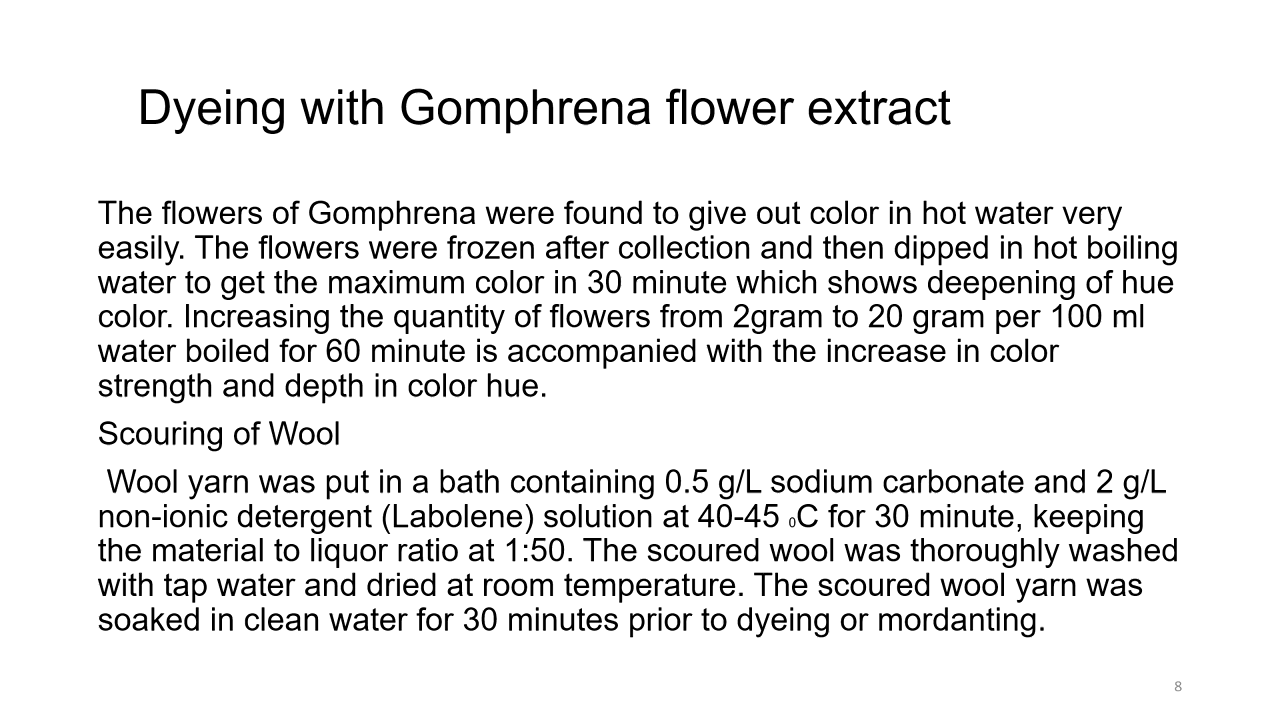 Dyeing with Gomphrena flower extract
The flowers of Gomphrena were found to give out color in hot water very
easily. The flowers were frozen after collection and then dipped in hot boiling
water to get the maximum color in 30 minute which shows deepening of hue
color. Increasing the quantity of flowers from 2gram to 20 gram per 100 ml
water boiled for 60 minute is accompanied with the increase in color
strength and depth in color hue.
Scouring of Wool
Wool yarn was put in a bath containing 0.5 g/L sodium carbonate and 2 g/L
non-ionic detergent (Labolene) solution at 40-45 ₀C for 30 minute, keeping
the material to liquor ratio at 1:50. The scoured wool was thoroughly washed
with tap water and dried at room temperature. The scoured wool yarn was
soaked in clean water for 30 minutes prior to dyeing or mordanting.
8